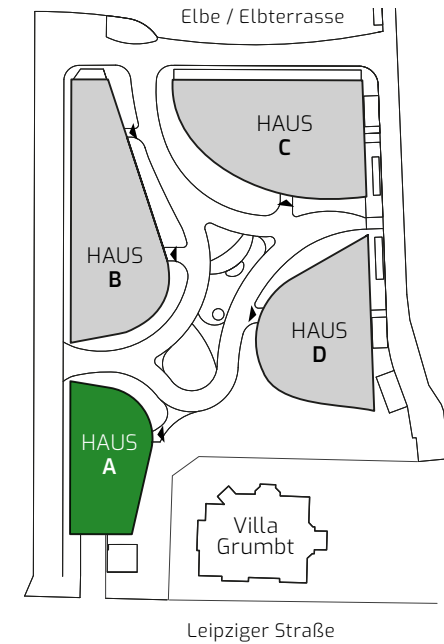 Elbe / Elbterrasse
HAUS
C
HAUS
B
HAUS
D
HAUS
A
Villa
Grumbt
Leipziger Straße